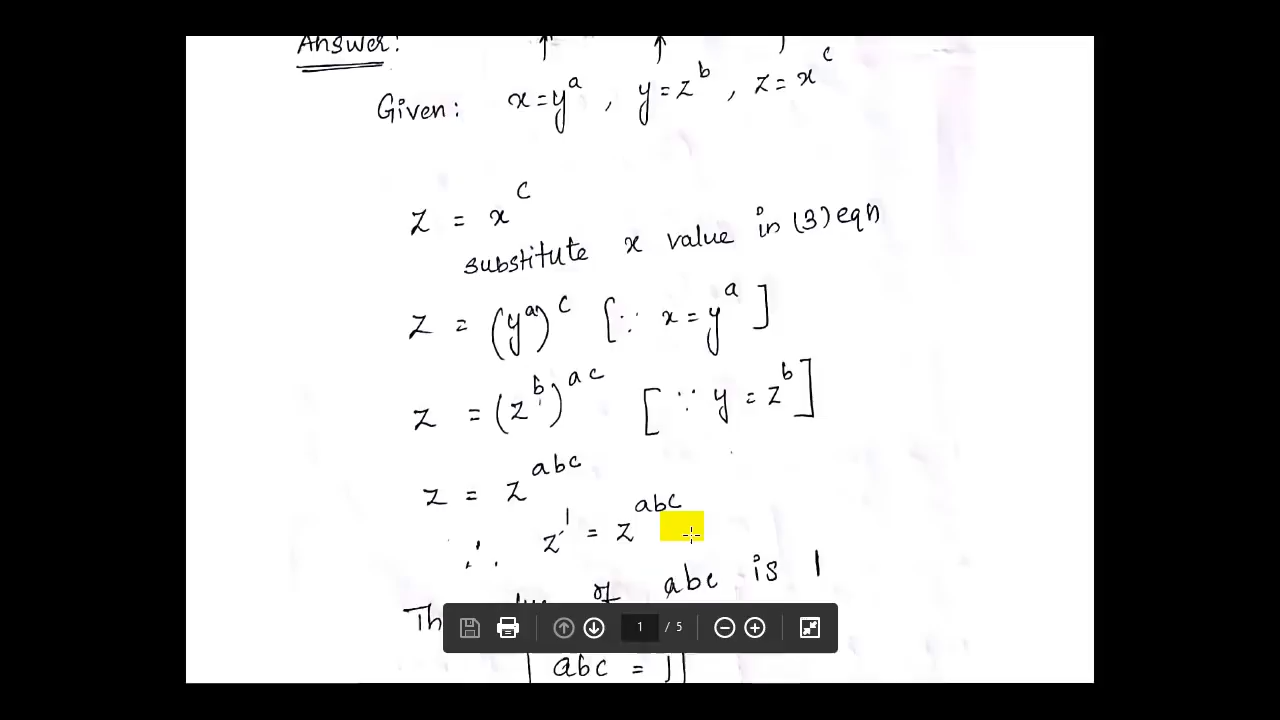 Answer:
Given: x = y^a , y = z^b , z = x^c
z = x^c
substitute x value in (3) eqn
z = (y^a)^c [∵ x = y^a]
z = (z^b)^ac [∵ y = z^b]
z = z^abc
∴ z^1 = z^abc
of abc is 1
1 / 5
abc = 1